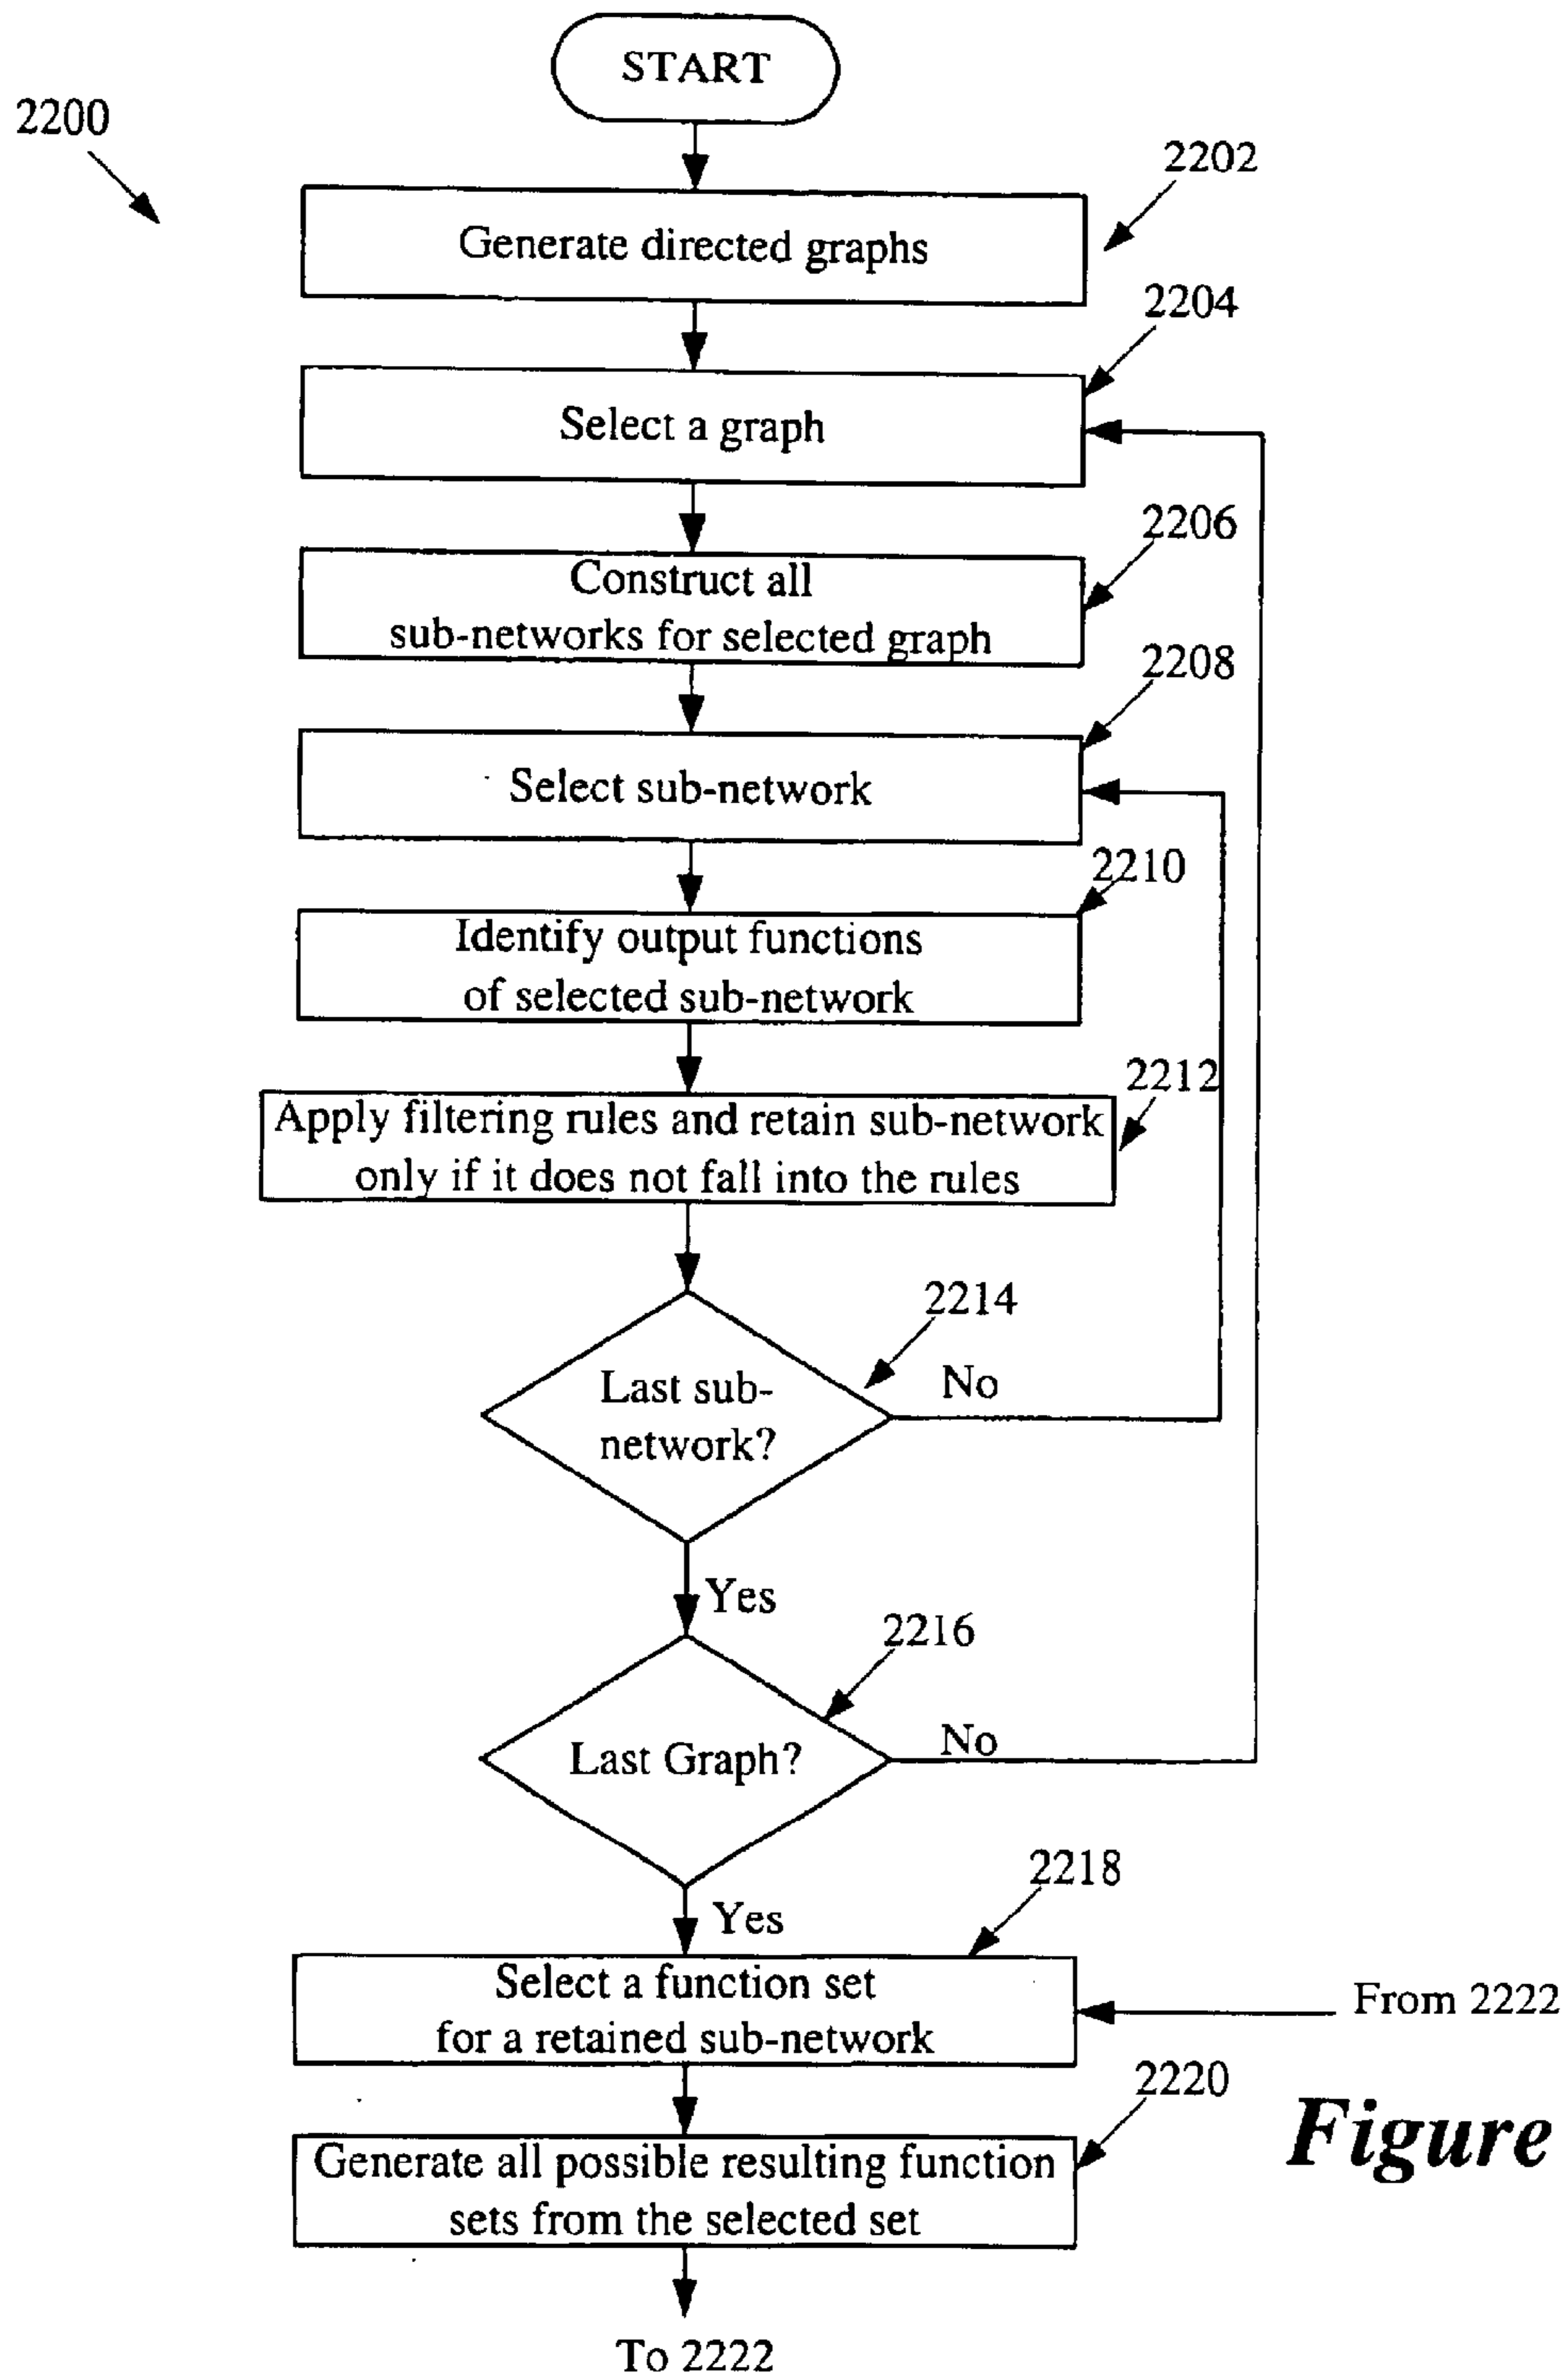 START
2200
2202
Generate directed graphs
2204
Select a graph
2206
Construct all
sub-networks for selected graph
2208
Select sub-network
2210
Identify output functions
of selected sub-network
2212
Apply filtering rules and retain sub-network
only if it does not fall into the rules
2214
Last sub-
network?
No
Yes
2216
Last Graph?
No
2218
Yes
Select a function set
for a retained sub-network
From 2222
2220
Generate all possible resulting function
sets from the selected set
Figure
To 2222